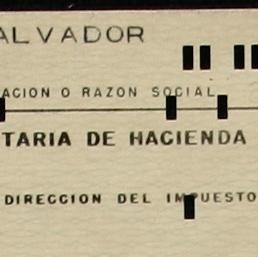 ALVADOR
ACION O RAZON SOCIAL
TARIA DE HACIENDA
DIRECCION DEL IMPUESTO